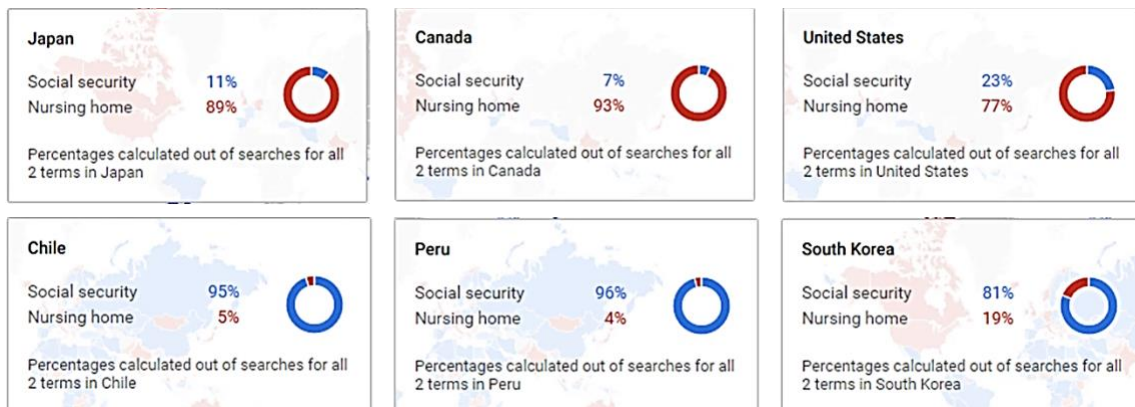 Japan
Social security 11%
Nursing home 89%
Percentages calculated out of searches for all
2 terms in Japan
Canada
Social security 7%
Nursing home 93%
Percentages calculated out of searches for all
2 terms in Canada
United States
Social security 23%
Nursing home 77%
Percentages calculated out of searches for all
2 terms in United States
Chile
Social security 95%
Nursing home 5%
Percentages calculated out of searches for all
2 terms in Chile
Peru
Social security 96%
Nursing home 4%
Percentages calculated out of searches for all
2 terms in Peru
South Korea
Social security 81%
Nursing home 19%
Percentages calculated out of searches for all
2 terms in South Korea